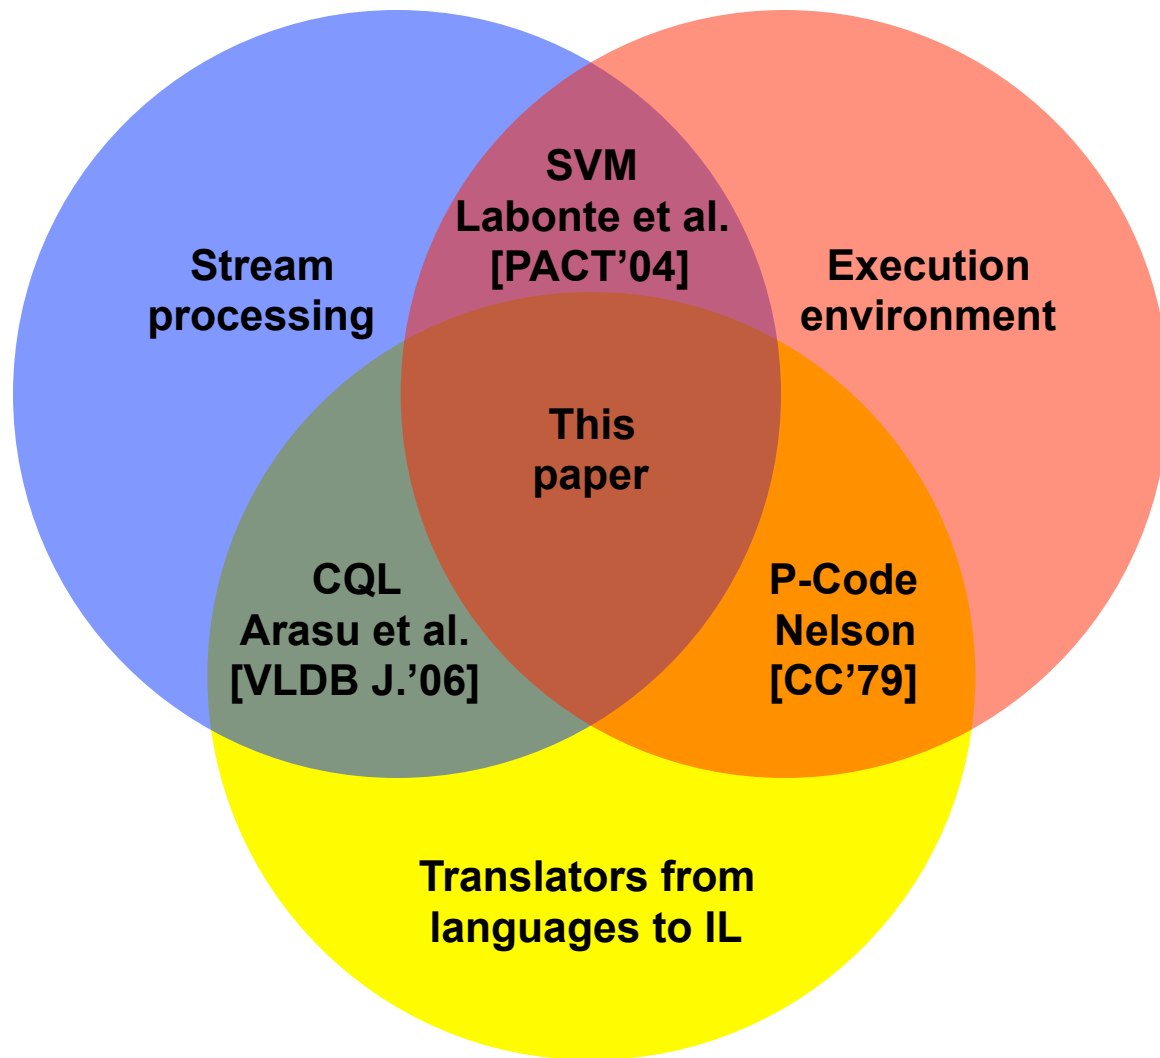 SVM
Labonte et al.
[PACT’04]
Stream
processing
Execution
environment
This
paper
CQL
Arasu et al.
[VLDB J.’06]
P-Code
Nelson
[CC’79]
Translators from
languages to IL